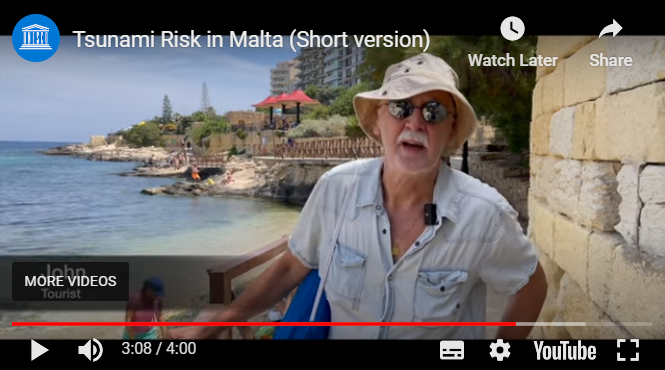 Tsunami Risk in Malta (Short version)
Watch Later
Share
John
MORE VIDEOS
Tourist
3:08 / 4:00
YouTube